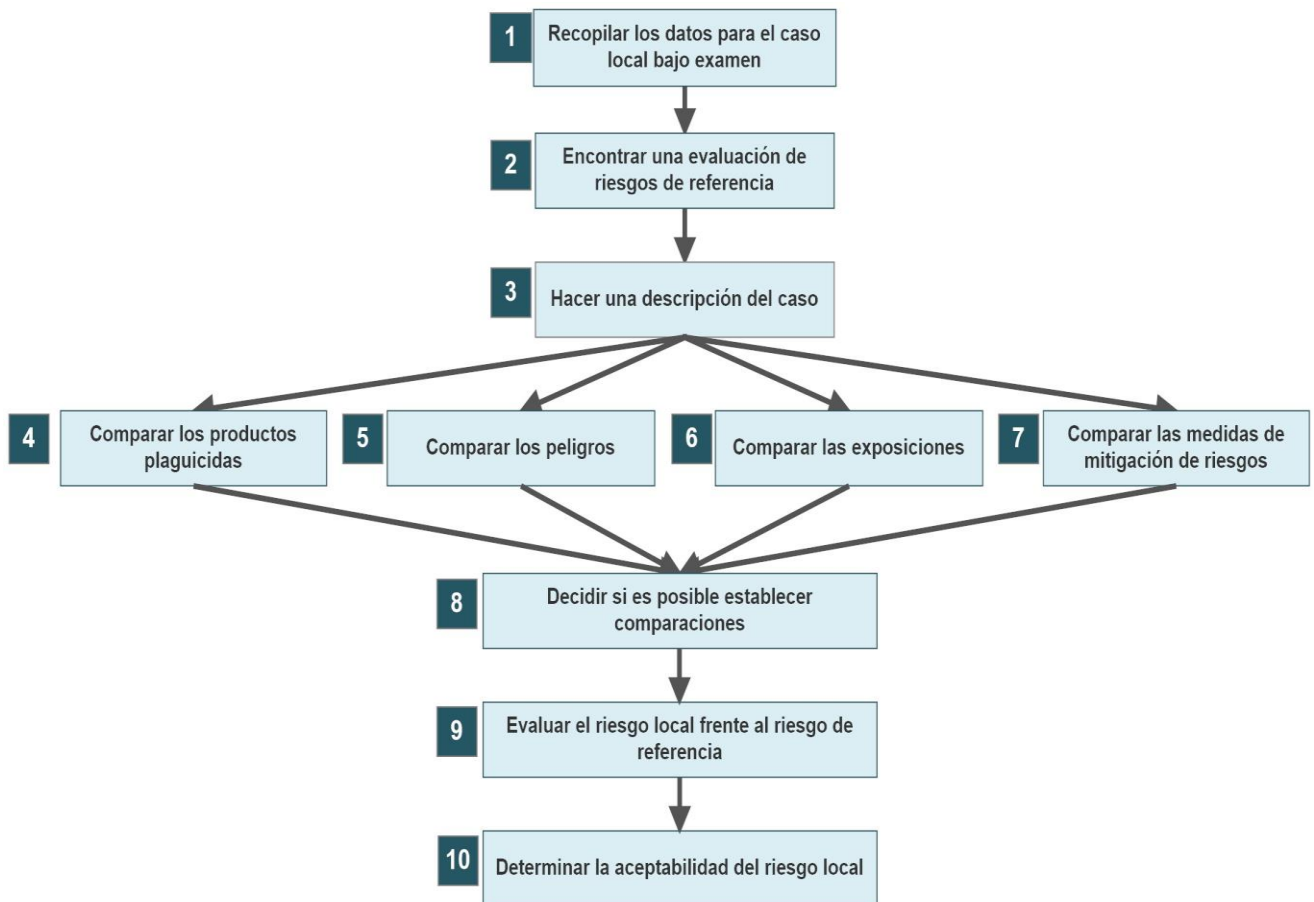 1
Recopilar los datos para el caso
local bajo examen
2
Encontrar una evaluación de
riesgos de referencia
3
Hacer una descripción del caso
4
Comparar los productos
plaguicidas
5
Comparar los peligros
6
Comparar las exposiciones
7
Comparar las medidas de
mitigación de riesgos
8
Decidir si es posible establecer
comparaciones
9
Evaluar el riesgo local frente al riesgo de
referencia
10
Determinar la aceptabilidad del riesgo local